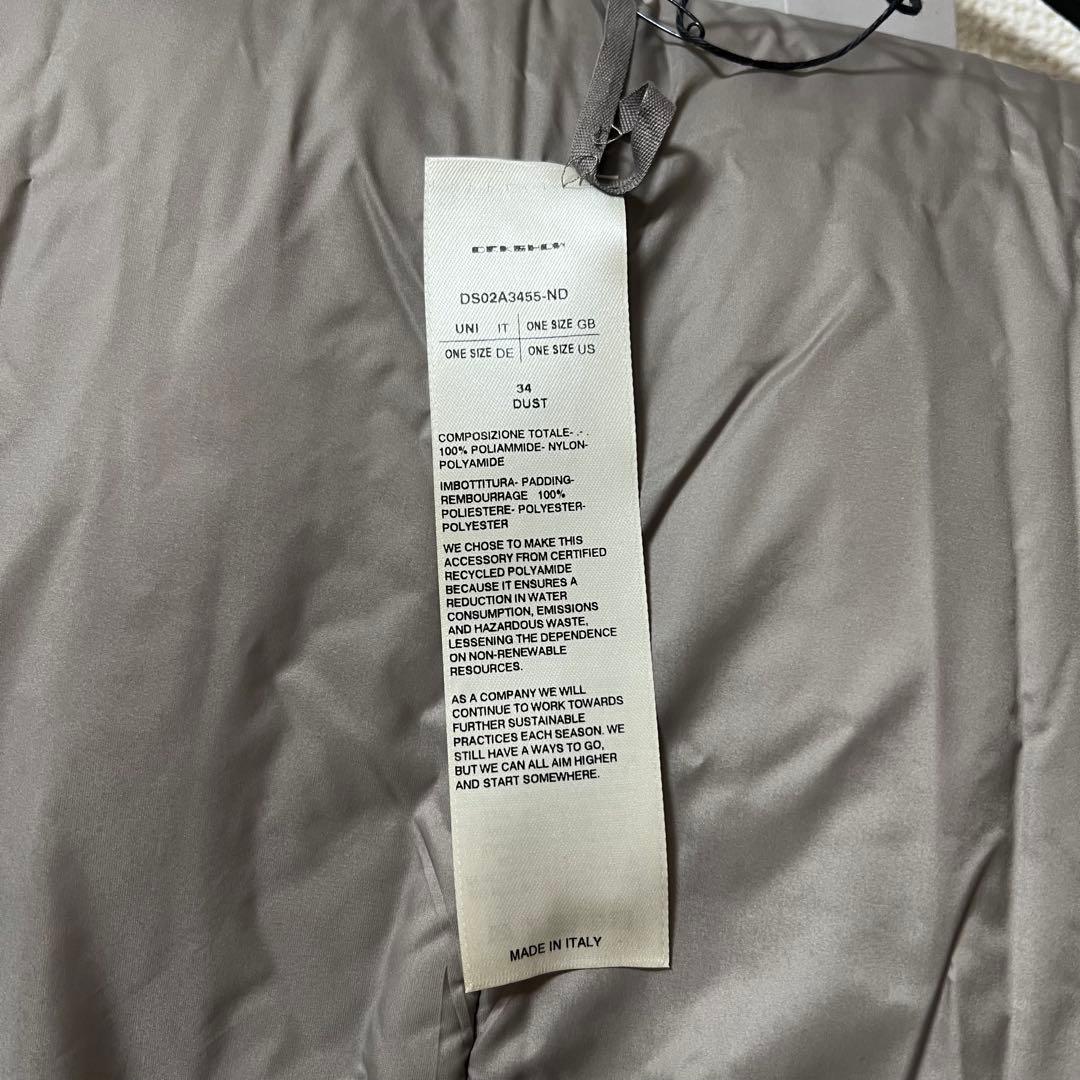 DRKSHDW
DS02A3455-ND
UNI IT ONE SIZE GB
ONE SIZE DE ONE SIZE US
34
DUST
COMPOSIZIONE TOTALE- .- .
100% POLIAMMIDE- NYLON-
POLYAMIDE
IMBOTTITURA- PADDING-
REMBOURRAGE 100%
POLIESTERE- POLYESTER-
POLYESTER
WE CHOSE TO MAKE THIS
ACCESSORY FROM CERTIFIED
RECYCLED POLYAMIDE
BECAUSE IT ENSURES A
REDUCTION IN WATER
CONSUMPTION, EMISSIONS
AND HAZARDOUS WASTE,
LESSENING THE DEPENDENCE
ON NON-RENEWABLE
RESOURCES.
AS A COMPANY WE WILL
CONTINUE TO WORK TOWARDS
FURTHER SUSTAINABLE
PRACTICES EACH SEASON. WE
STILL HAVE A WAYS TO GO,
BUT WE CAN ALL AIM HIGHER
AND START SOMEWHERE.
MADE IN ITALY